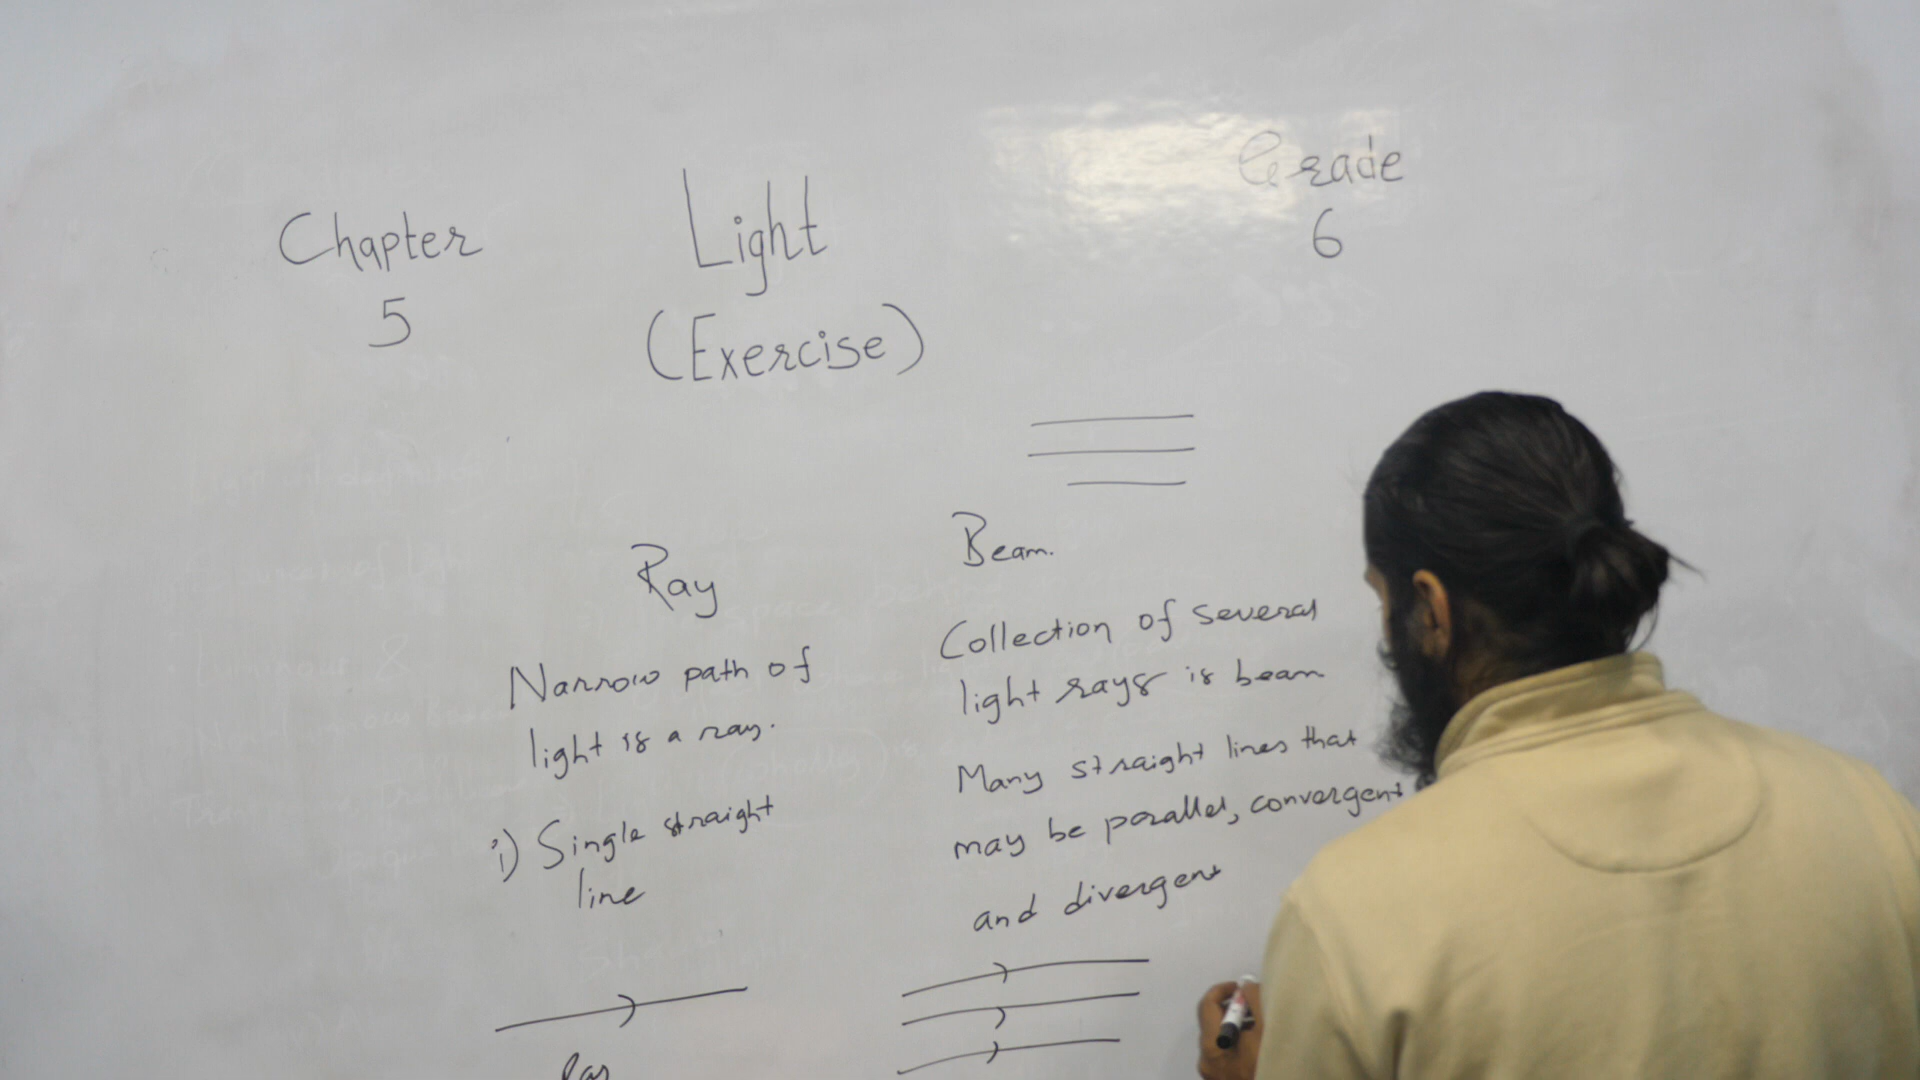 Chapter
5
Light
(Exercise)
Grade
6
Ray
Narrow path of
light is a ray.
i) Single straight
line
Ray
Beam.
Collection of several
light rays is beam
Many straight lines that
may be parallel, convergent
and divergent